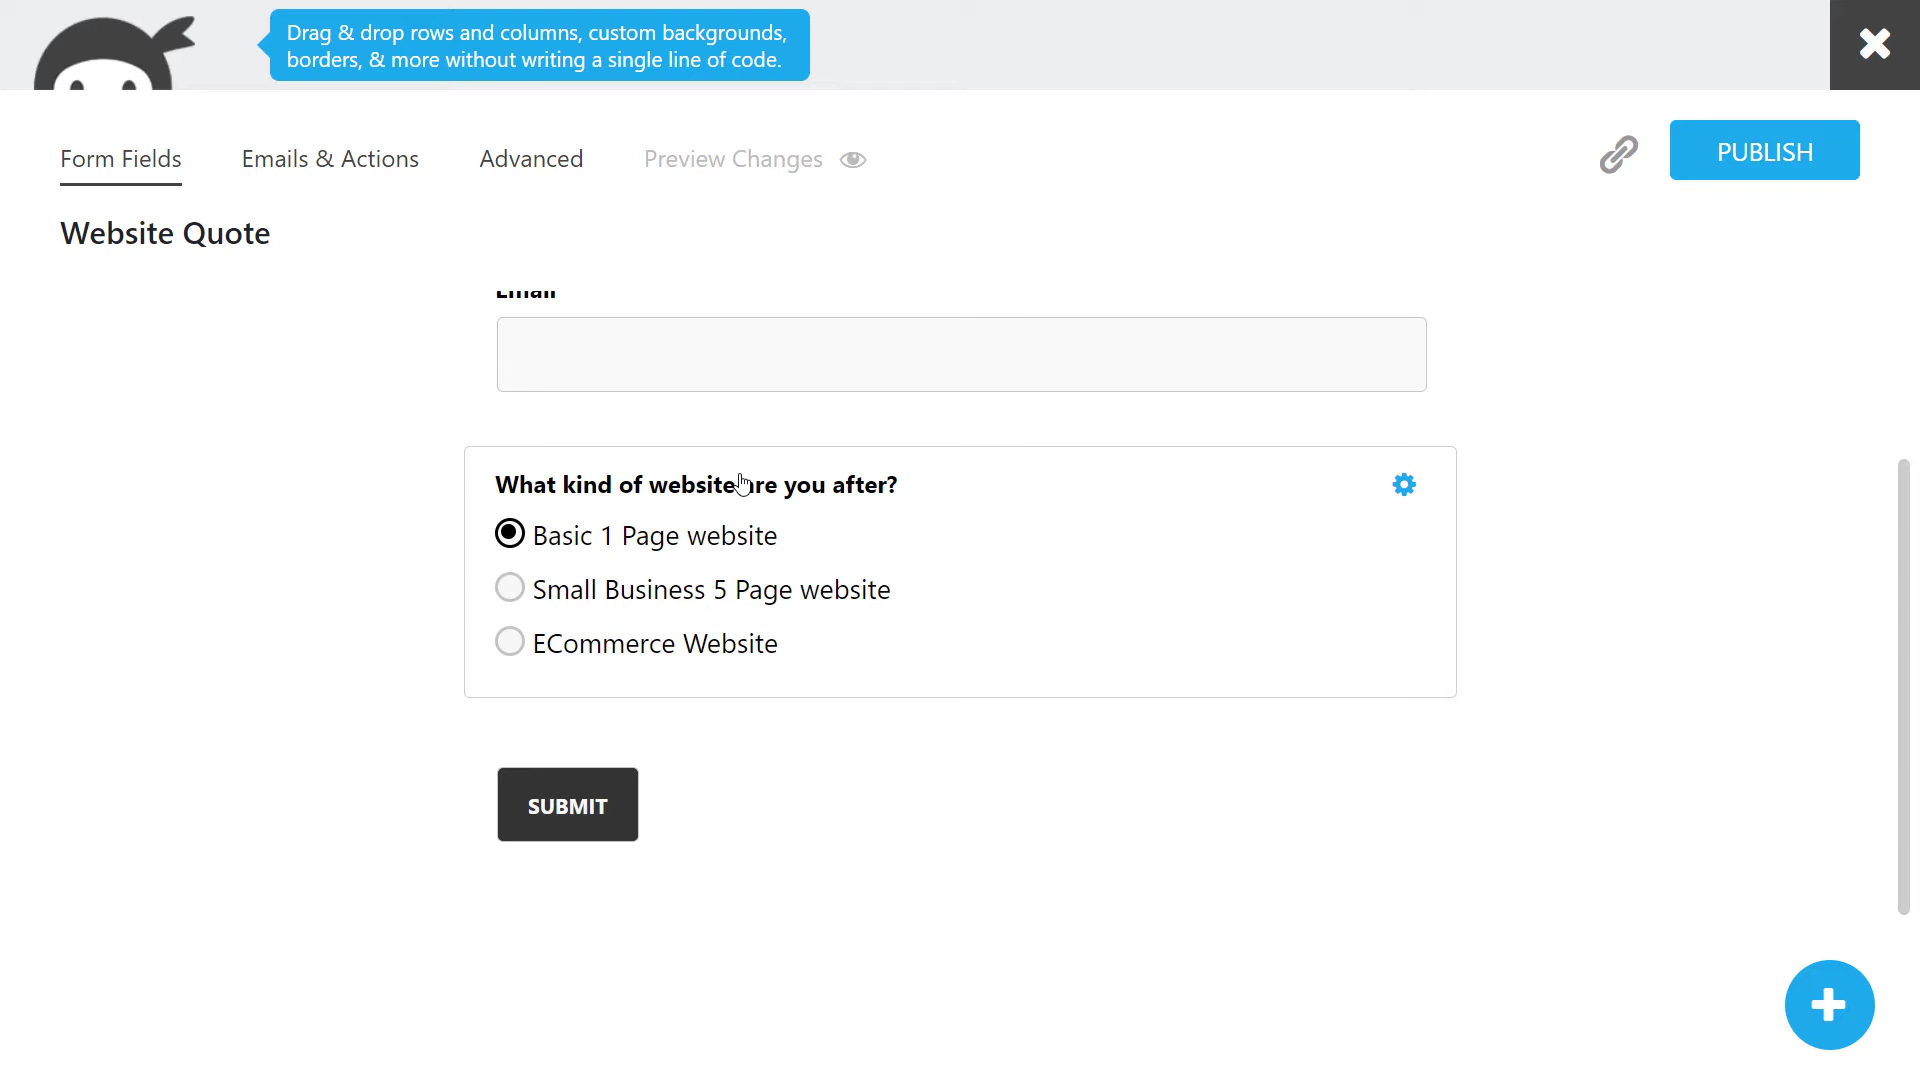 Drag & drop rows and columns, custom backgrounds,
borders, & more without writing a single line of code.
Form Fields
Emails & Actions
Advanced
Preview Changes
PUBLISH
Website Quote
Email
What kind of website are you after?
Basic 1 Page website
Small Business 5 Page website
ECommerce Website
SUBMIT